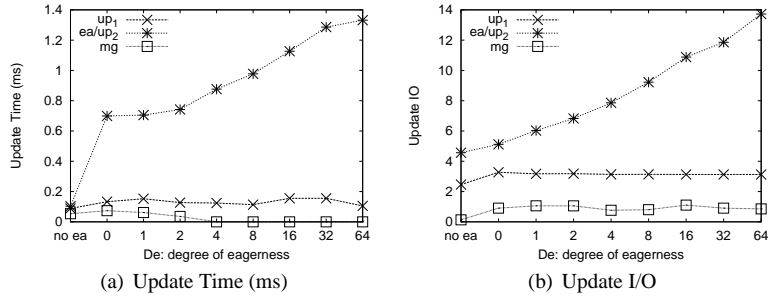 up1
ea/up2
mg
1.4
1.2
1
0.8
0.6
0.4
0.2
0
Update Time (ms)
no ea 0 1 2 4 8 16 32 64
De: degree of eagerness
(a) Update Time (ms)
up1
ea/up2
mg
14
12
10
8
6
4
2
0
Update IO
no ea 0 1 2 4 8 16 32 64
De: degree of eagerness
(b) Update I/O